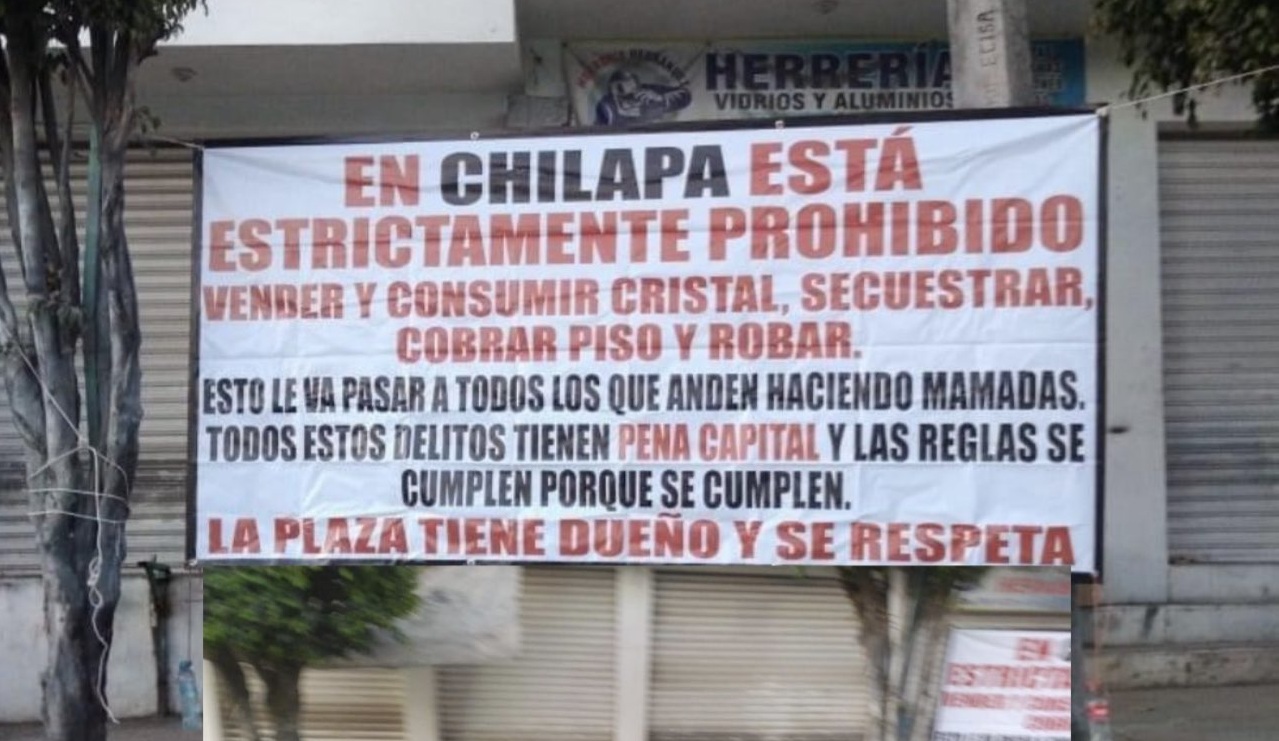 HERRERÍA
VIDRIOS Y ALUMINIOS
ECISA
EN CHILAPA ESTÁ
ESTRICTAMENTE PROHIBIDO
VENDER Y CONSUMIR CRISTAL, SECUESTRAR,
COBRAR PISO Y ROBAR.
ESTO LE VA PASAR A TODOS LOS QUE ANDEN HACIENDO MAMADAS.
TODOS ESTOS DELITOS TIENEN PENA CAPITAL Y LAS REGLAS SE
CUMPLEN PORQUE SE CUMPLEN.
LA PLAZA TIENE DUEÑO Y SE RESPETA
EN